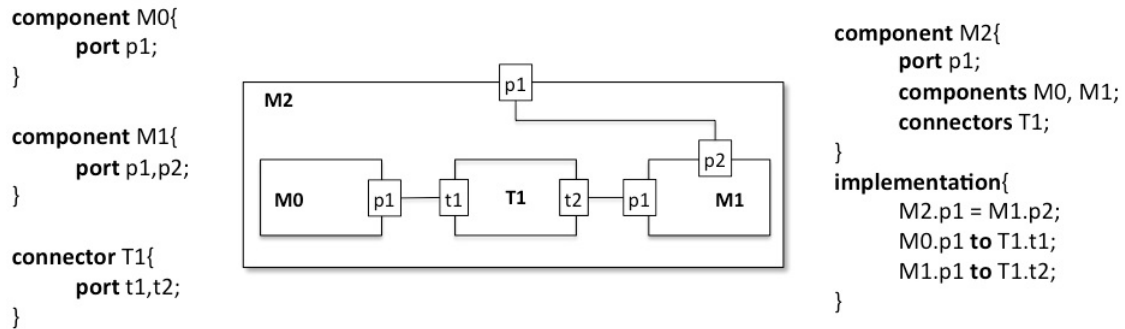 component M0{
port p1;
}
component M1{
port p1,p2;
}
connector T1{
port t1,t2;
}
p1
M2
p2
M0
p1
t1
T1
t2
p1
M1
component M2{
port p1;
components M0, M1;
connectors T1;
}
implementation{
M2.p1 = M1.p2;
M0.p1 to T1.t1;
M1.p1 to T1.t2;
}